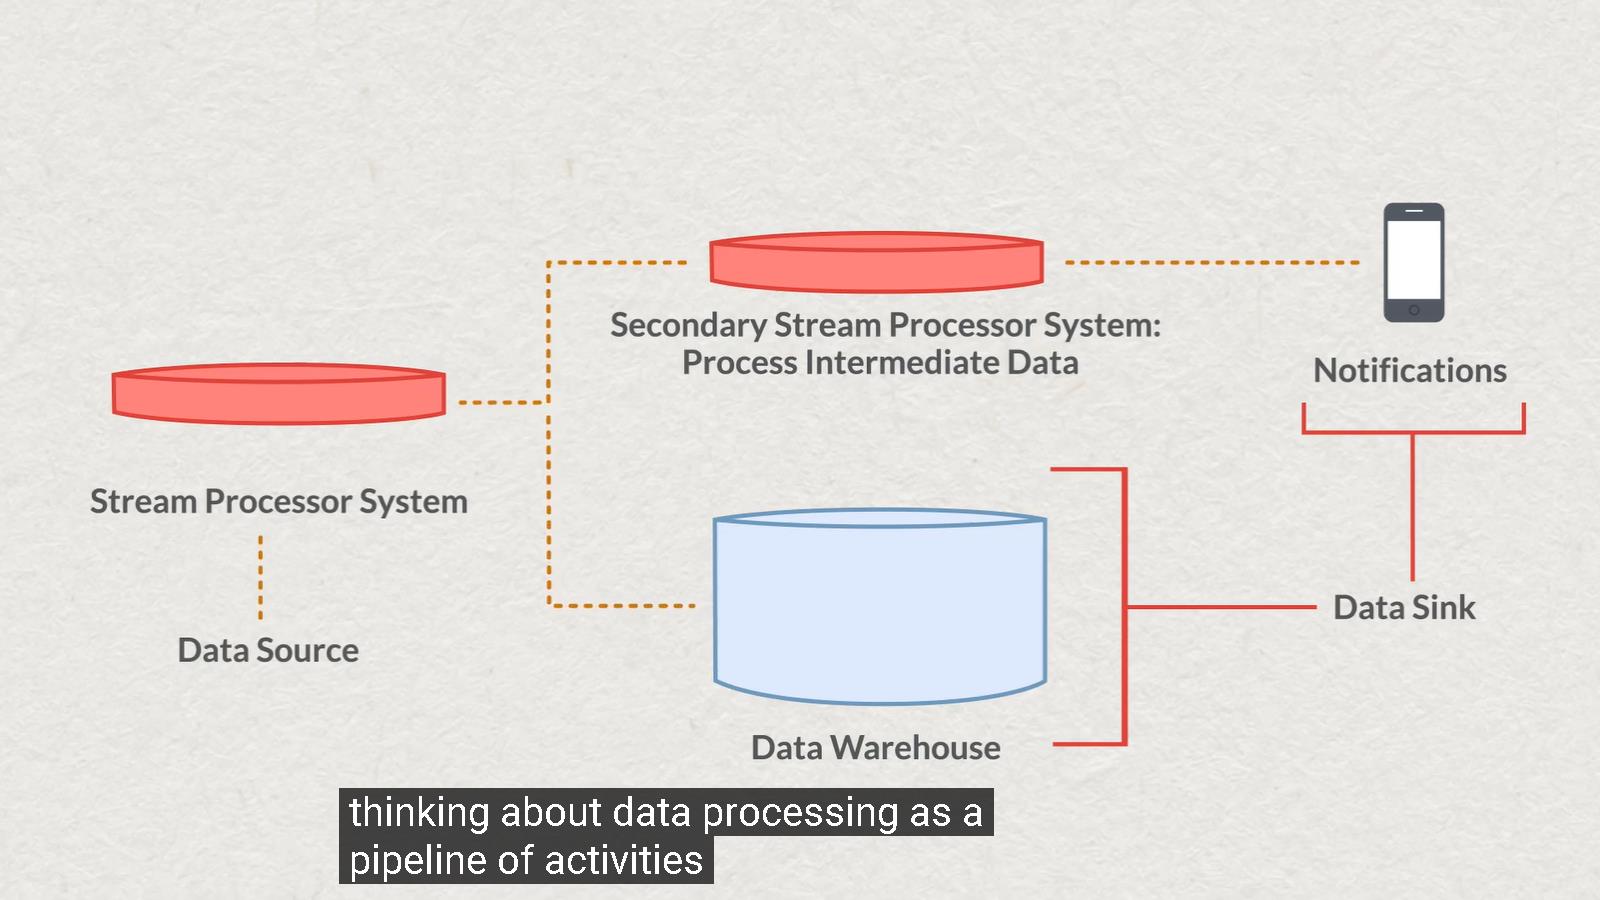 Secondary Stream Processor System:
Process Intermediate Data
Notifications
Stream Processor System
Data Source
Data Sink
Data Warehouse
thinking about data processing as a
pipeline of activities